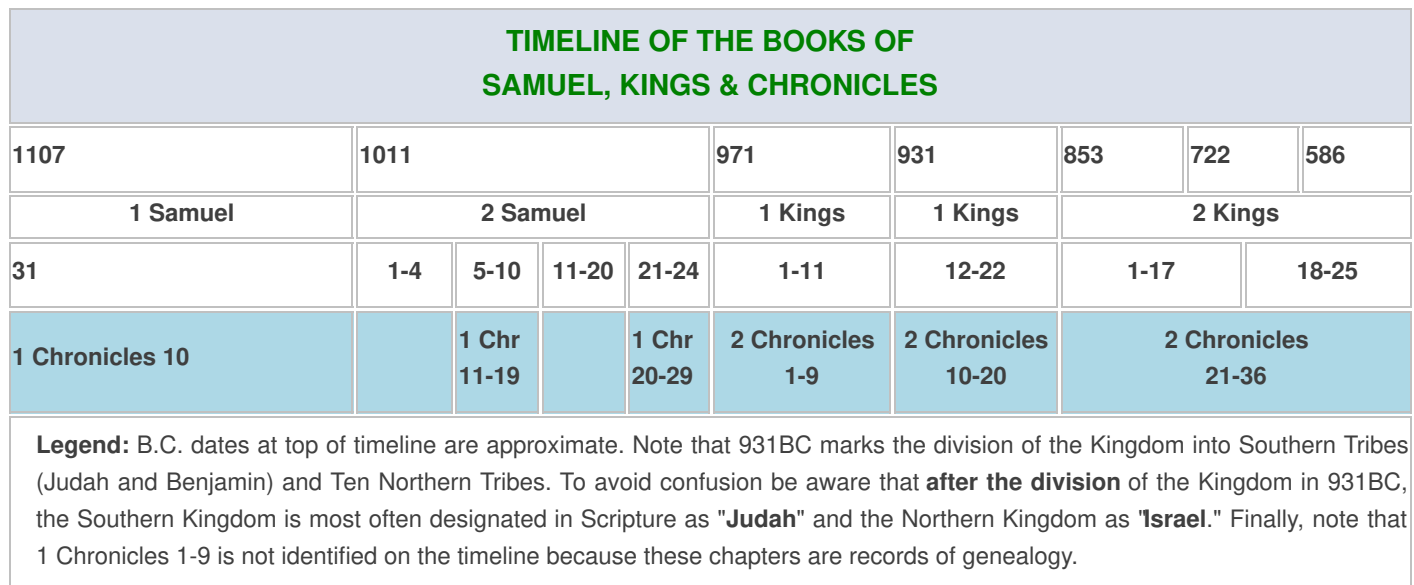 TIMELINE OF THE BOOKS OF
SAMUEL, KINGS & CHRONICLES
1107 1011 971 931 853 722 586
1 Samuel 2 Samuel 1 Kings 1 Kings 2 Kings
31 1-4 5-10 11-20 21-24 1-11 12-22 1-17 18-25
1 Chronicles 10 1 Chr 11-19 1 Chr 20-29 2 Chronicles 1-9 2 Chronicles 10-20 2 Chronicles 21-36
Legend: B.C. dates at top of timeline are approximate. Note that 931BC marks the division of the Kingdom into Southern Tribes
(Judah and Benjamin) and Ten Northern Tribes. To avoid confusion be aware that after the division of the Kingdom in 931BC,
the Southern Kingdom is most often designated in Scripture as "Judah" and the Northern Kingdom as "Israel." Finally, note that
1 Chronicles 1-9 is not identified on the timeline because these chapters are records of genealogy.